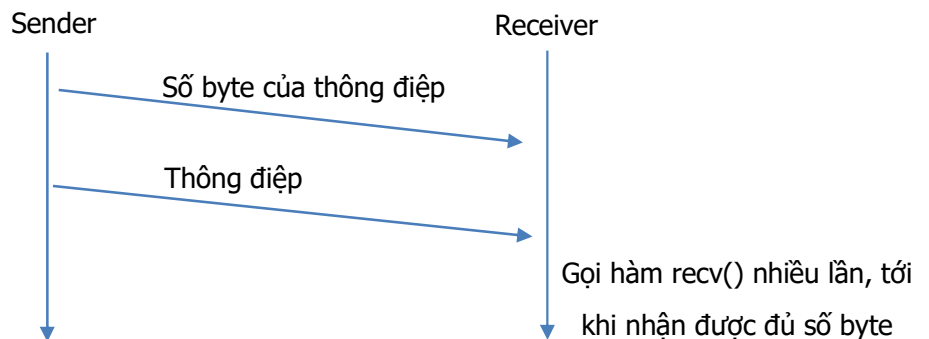 Sender
Receiver
Số byte của thông điệp
Thông điệp
Gọi hàm recv() nhiều lần, tới
khi nhận được đủ số byte